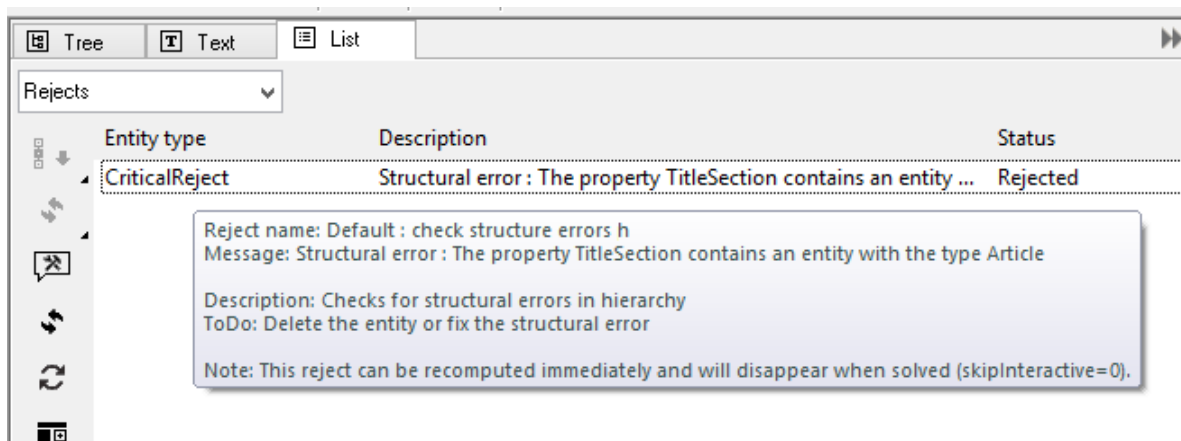 Tree
Text
List
Rejects
Entity type Description Status
CriticalReject Structural error : The property TitleSection contains an entity ... Rejected
Reject name: Default : check structure errors h
Message: Structural error : The property TitleSection contains an entity with the type Article
Description: Checks for structural errors in hierarchy
ToDo: Delete the entity or fix the structural error
Note: This reject can be recomputed immediately and will disappear when solved (skipInteractive=0).